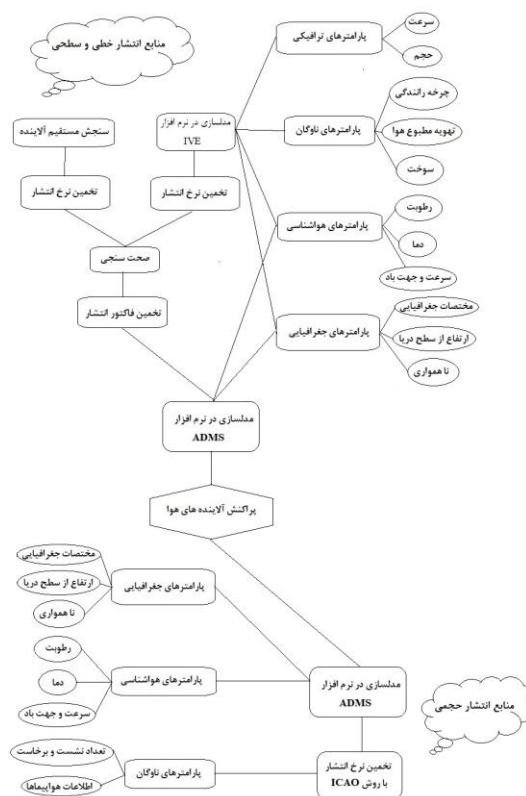 منابع انتشار خطی و سطحی
سرعت
پارامترهای ترافیکی
حجم
چرخه رانندگی
سنجش مستقیم آلاینده
مدلسازی در نرم افزار
IVE
پارامترهای ناوگان
تهویه مطبوع هوا
سوخت
تخمین نرخ انتشار
تخمین نرخ انتشار
رطوبت
پارامترهای هواشناسی
دما
صحت سنجی
سرعت و جهت باد
تخمین فاکتور انتشار
مختصات جغرافیایی
پارامترهای جغرافیایی
ارتفاع از سطح دریا
نا همواری
مدلسازی در نرم افزار
ADMS
پراکنش آلاینده های هوا
مختصات جغرافیایی
ارتفاع از سطح دریا
پارامترهای جغرافیایی
نا همواری
رطوبت
دما
پارامترهای هواشناسی
مدلسازی در نرم افزار
ADMS
منابع انتشار حجمی
سرعت و جهت باد
تعداد نشست و برخاست
پارامترهای ناوگان
تخمین نرخ انتشار
با روش ICAO
اطلاعات هواپیماها